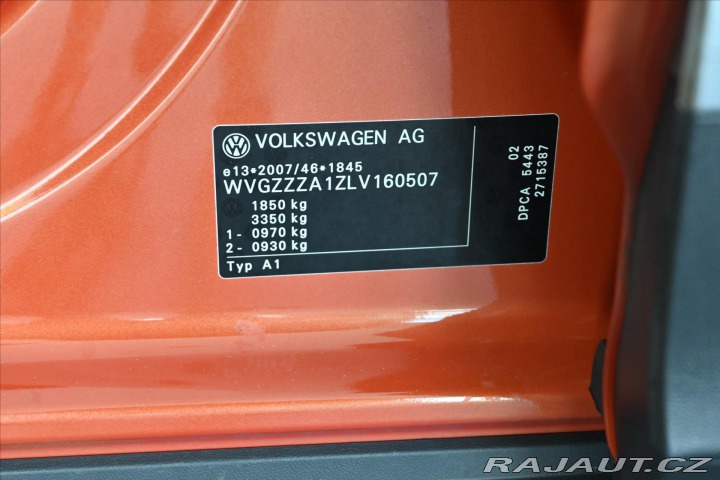 VOLKSWAGEN AG
e13*2007/46*1845
WVGZZZA1ZLV160507
1850 kg
3350 kg
1 - 0970 kg
2 - 0930 kg
Typ A1
02
DPCA 5443
2715387
RAJAUT.CZ